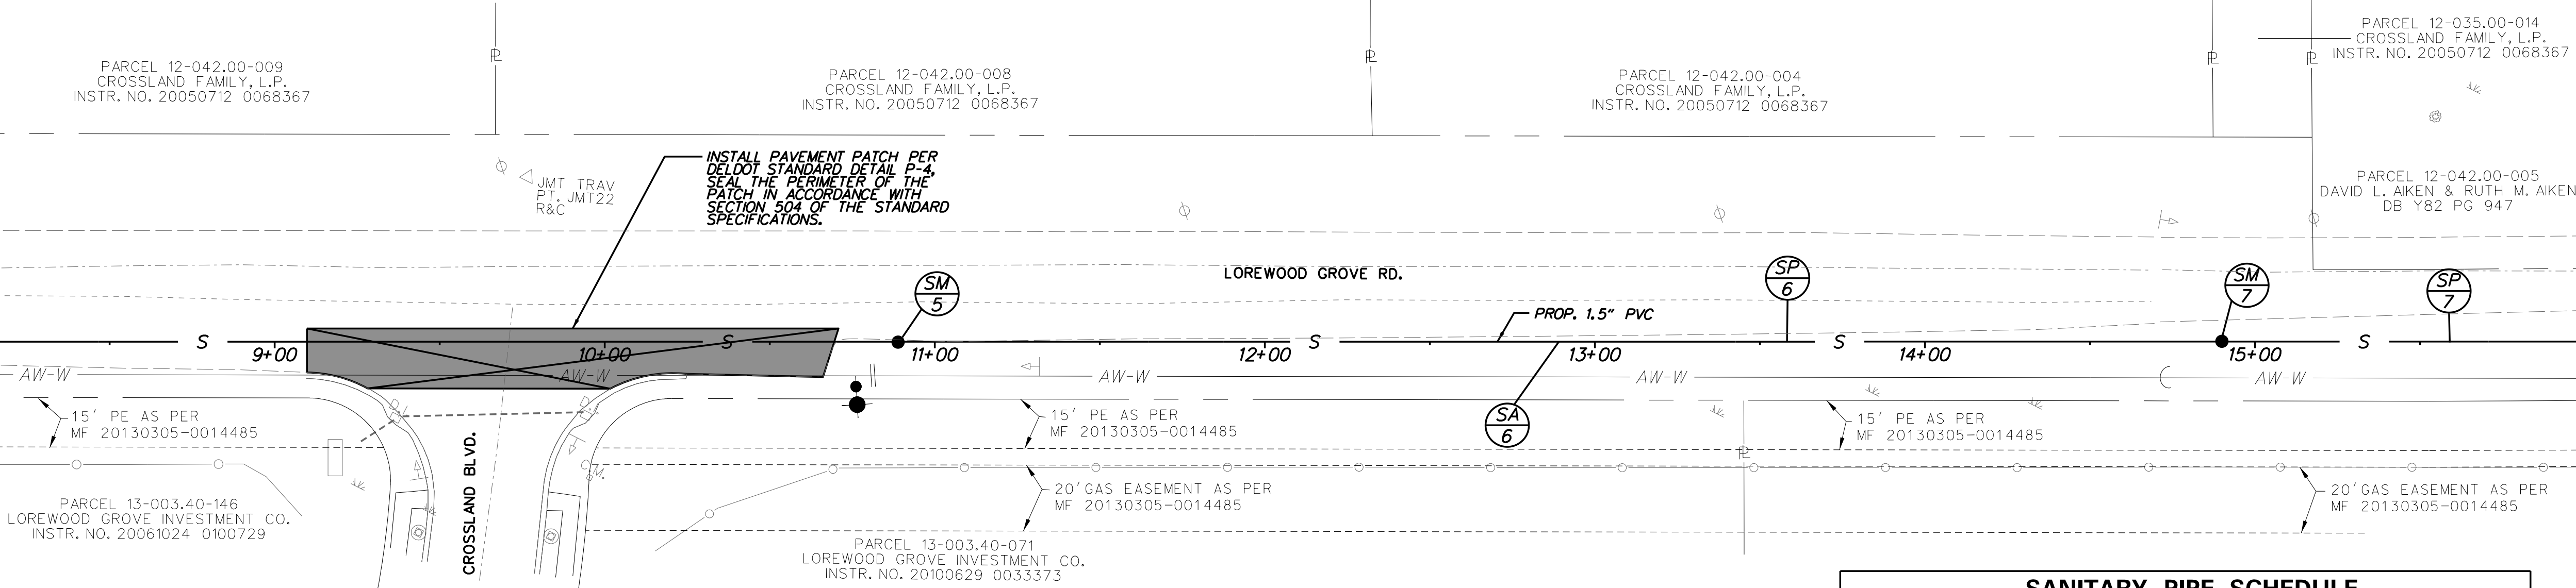 PARCEL 12-042.00-009
CROSSLAND FAMILY, L.P.
INSTR. NO. 20050712 0068367
PARCEL 12-042.00-008
CROSSLAND FAMILY, L.P.
INSTR. NO. 20050712 0068367
PARCEL 12-042.00-004
CROSSLAND FAMILY, L.P.
INSTR. NO. 20050712 0068367
PARCEL 12-035.00-014
CROSSLAND FAMILY, L.P.
INSTR. NO. 20050712 0068367
PL
PL
PL
PL
INSTALL PAVEMENT PATCH PER
DELDOT STANDARD DETAIL P-4,
SEAL THE PERIMETER OF THE
PATCH IN ACCORDANCE WITH
SECTION 504 OF THE STANDARD
SPECIFICATIONS.
JMT TRAV
PT. JMT22
R&C
PARCEL 12-042.00-005
DAVID L. AIKEN & RUTH M. AIKEN
DB Y82 PG 947
LOREWOOD GROVE RD.
SM
5
SP
6
SM
7
SP
7
PROP. 1.5" PVC
S
S
S
S
S
9+00
10+00
11+00
12+00
13+00
14+00
15+00
AW-W
AW-W
AW-W
AW-W
AW-W
SA
6
15' PE AS PER
MF 20130305-0014485
15' PE AS PER
MF 20130305-0014485
15' PE AS PER
MF 20130305-0014485
PL
CROSSLAND BLVD.
C.M.
20' GAS EASEMENT AS PER
MF 20130305-0014485
20' GAS EASEMENT AS PER
MF 20130305-0014485
PARCEL 13-003.40-146
LOREWOOD GROVE INVESTMENT CO.
INSTR. NO. 20061024 0100729
PARCEL 13-003.40-071
LOREWOOD GROVE INVESTMENT CO.
INSTR. NO. 20100629 0033373
SANITARY PIPE SCHEDULE